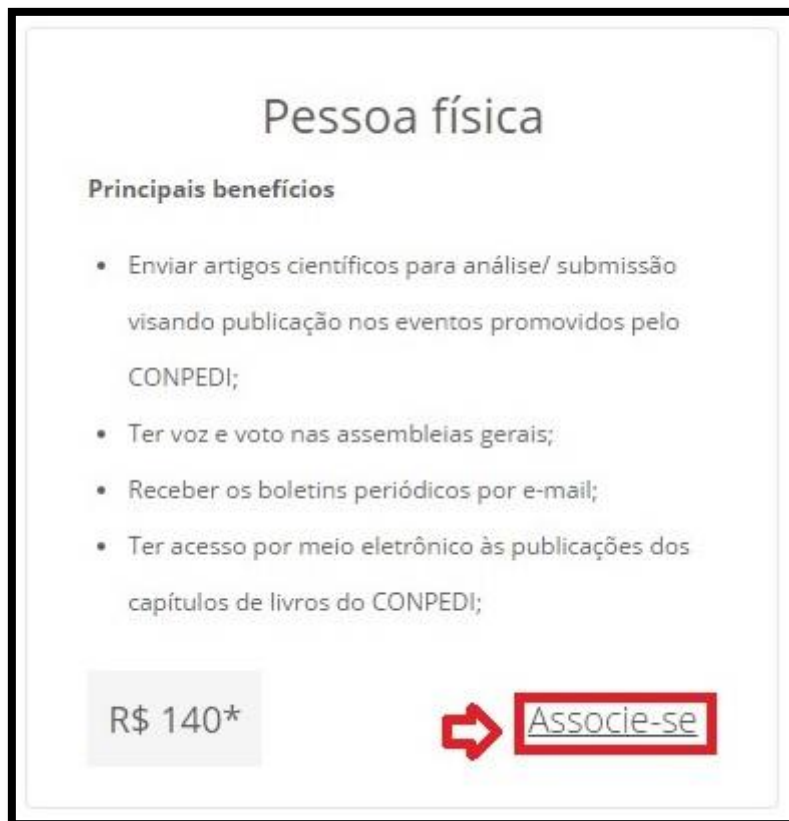 Pessoa física
Principais benefícios
• Enviar artigos científicos para análise/ submissão
visando publicação nos eventos promovidos pelo
CONPEDI;
• Ter voz e voto nas assembleias gerais;
• Receber os boletins periódicos por e-mail;
• Ter acesso por meio eletrônico às publicações dos
capítulos de livros do CONPEDI;
R$ 140*
Associe-se